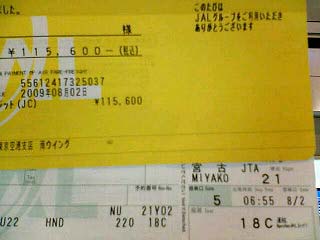 ました。
この度は
JALグループをご利用いただき
ありがとうございます
様
¥115,600-(税込)
PAYMENT OF AIR FARE/FREIGHT
55612417325037
2009年08月02日
ット(JC) ¥115,600
東京空港支店 南ウイング
宮古 JTA
MIYAKO 21
5 06:55 8/2
NU 21Y02
U22 HND 220 18C
18C